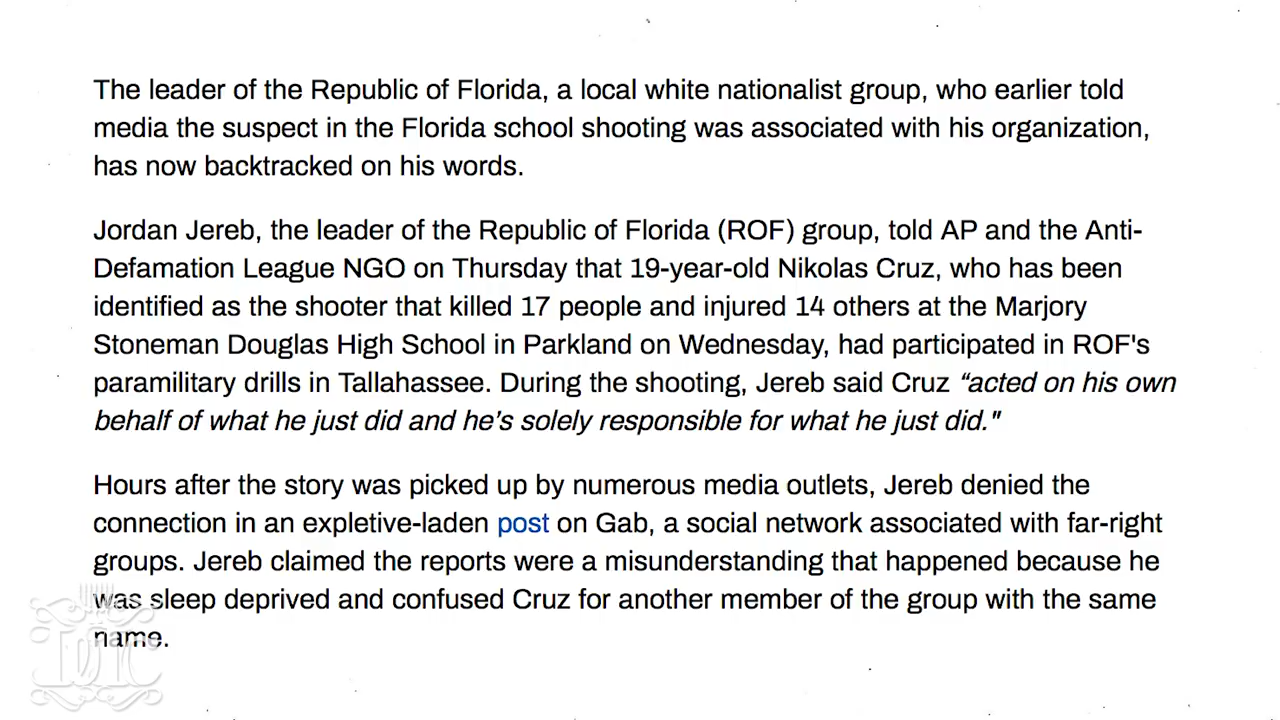 The leader of the Republic of Florida, a local white nationalist group, who earlier told
media the suspect in the Florida school shooting was associated with his organization,
has now backtracked on his words.
Jordan Jereb, the leader of the Republic of Florida (ROF) group, told AP and the Anti-
Defamation League NGO on Thursday that 19-year-old Nikolas Cruz, who has been
identified as the shooter that killed 17 people and injured 14 others at the Marjory
Stoneman Douglas High School in Parkland on Wednesday, had participated in ROF's
paramilitary drills in Tallahassee. During the shooting, Jereb said Cruz “acted on his own
behalf of what he just did and he’s solely responsible for what he just did."
Hours after the story was picked up by numerous media outlets, Jereb denied the
connection in an expletive-laden post on Gab, a social network associated with far-right
groups. Jereb claimed the reports were a misunderstanding that happened because he
was sleep deprived and confused Cruz for another member of the group with the same
name.